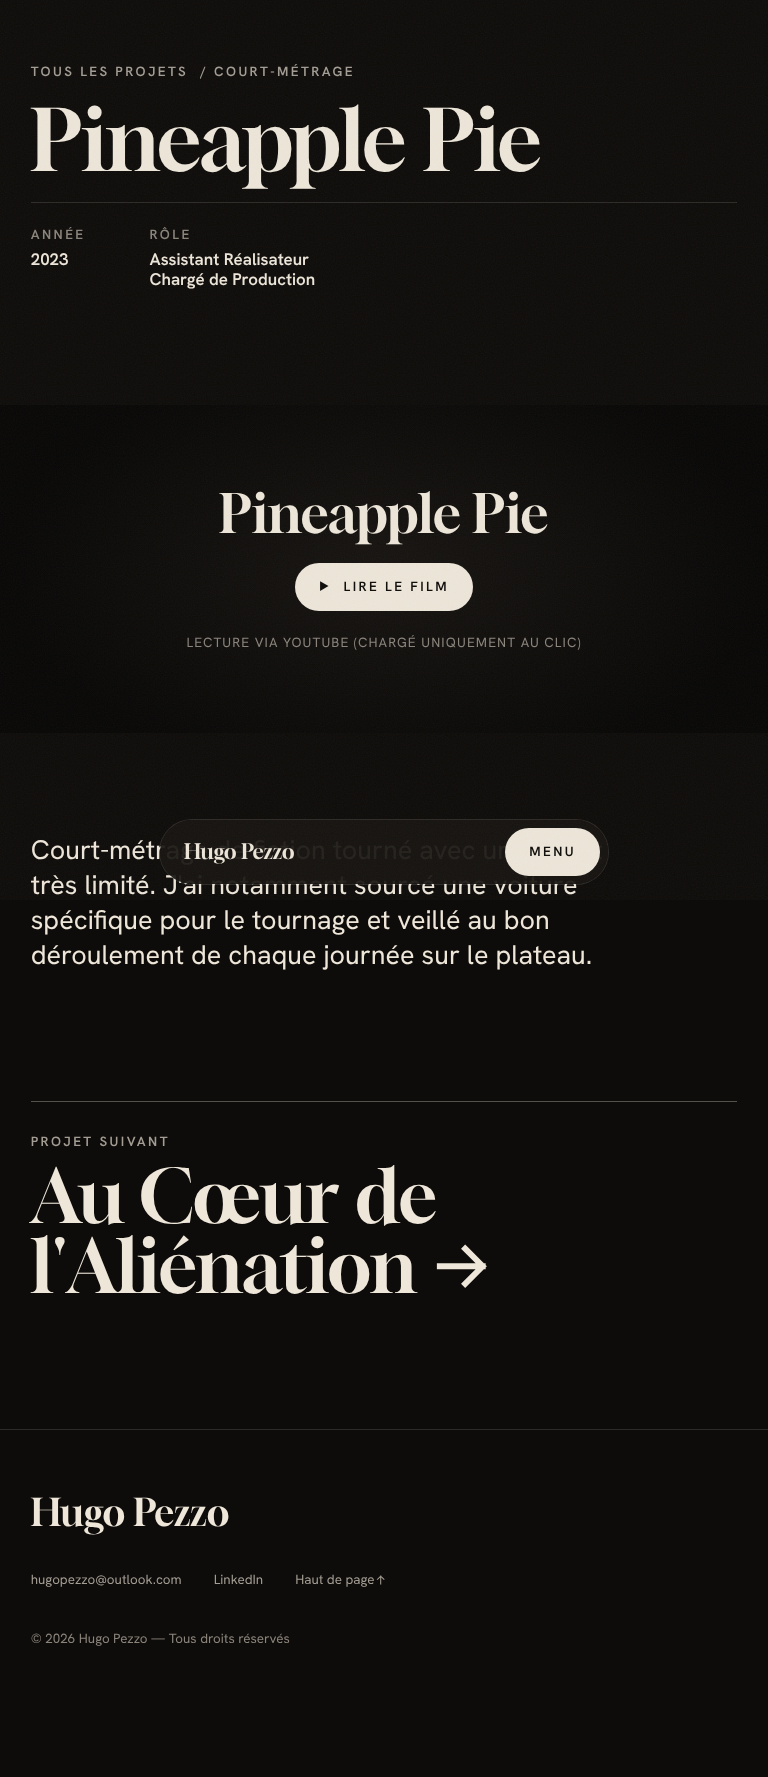 TOUS LES PROJETS / COURT-MÉTRAGE
Pineapple Pie
ANNÉE
2023
RÔLE
Assistant Réalisateur
Chargé de Production
Pineapple Pie
▶ LIRE LE FILM
LECTURE VIA YOUTUBE (CHARGÉ UNIQUEMENT AU CLIC)
Hugo Pezzo
MENU
Court-métrage de fiction tourné avec un
très limité. J'ai notamment sourcé une voiture
spécifique pour le tournage et veillé au bon
déroulement de chaque journée sur le plateau.
PROJET SUIVANT
Au Cœur de
l'Aliénation →
Hugo Pezzo
hugopezzo@outlook.com LinkedIn Haut de page↑
© 2026 Hugo Pezzo — Tous droits réservés